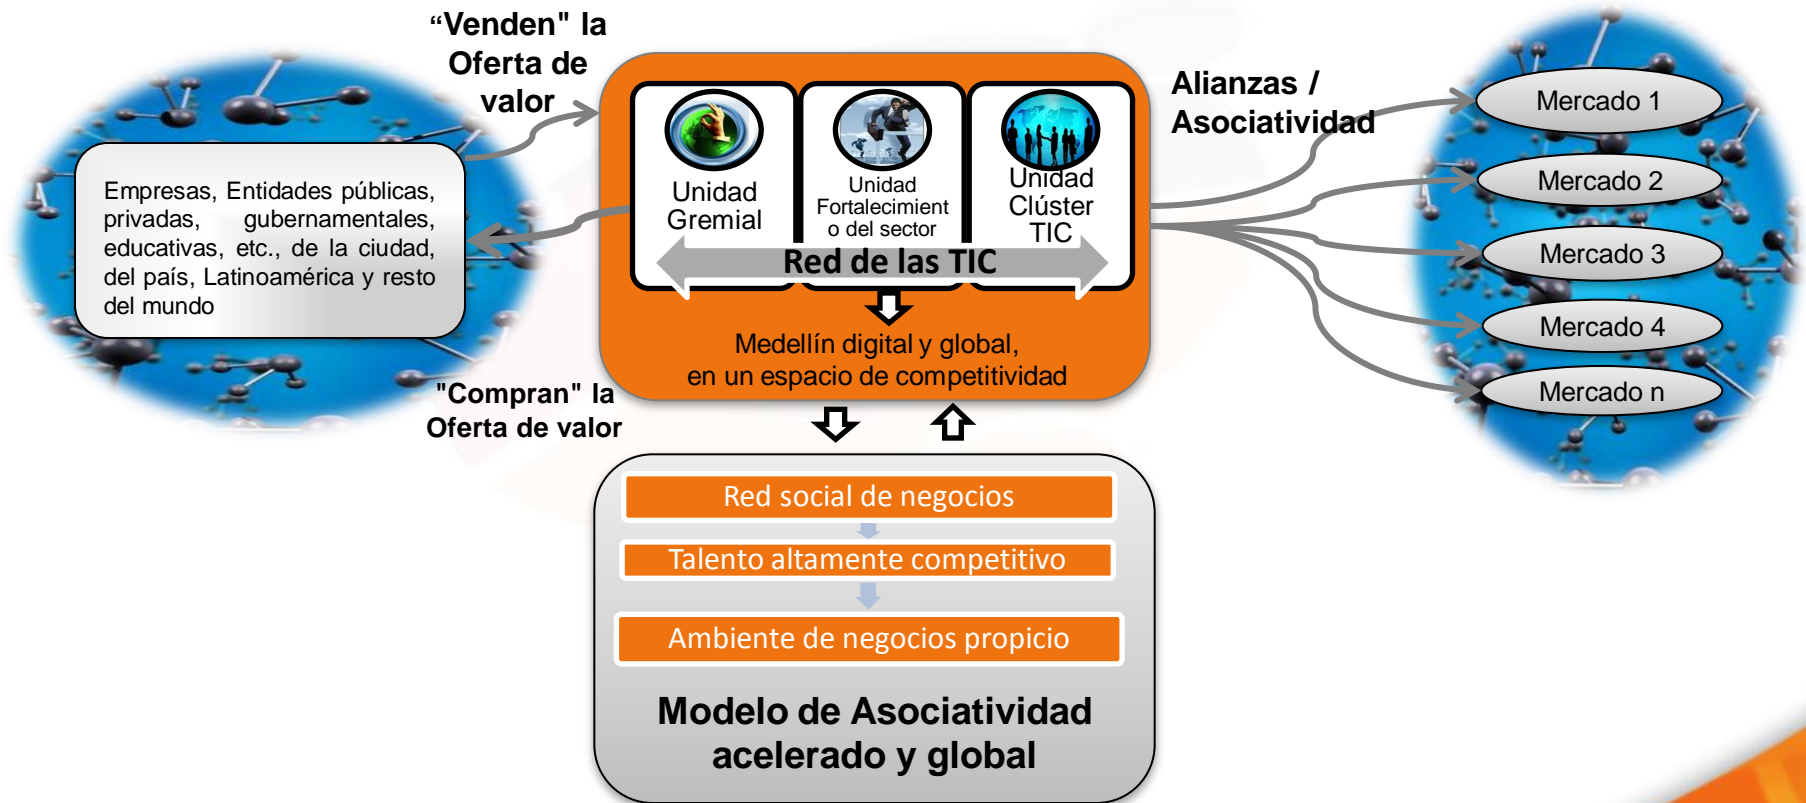 “Venden" la
Oferta de
valor
Empresas, Entidades públicas,
privadas, gubernamentales,
educativas, etc., de la ciudad,
del país, Latinoamérica y resto
del mundo
"Compran" la
Oferta de valor
Unidad
Gremial
Unidad
Fortalecimient
o del sector
Unidad
Clúster
TIC
Red de las TIC
Medellín digital y global,
en un espacio de competitividad
Alianzas /
Asociatividad
Mercado 1
Mercado 2
Mercado 3
Mercado 4
Mercado n
Red social de negocios
Talento altamente competitivo
Ambiente de negocios propicio
Modelo de Asociatividad
acelerado y global